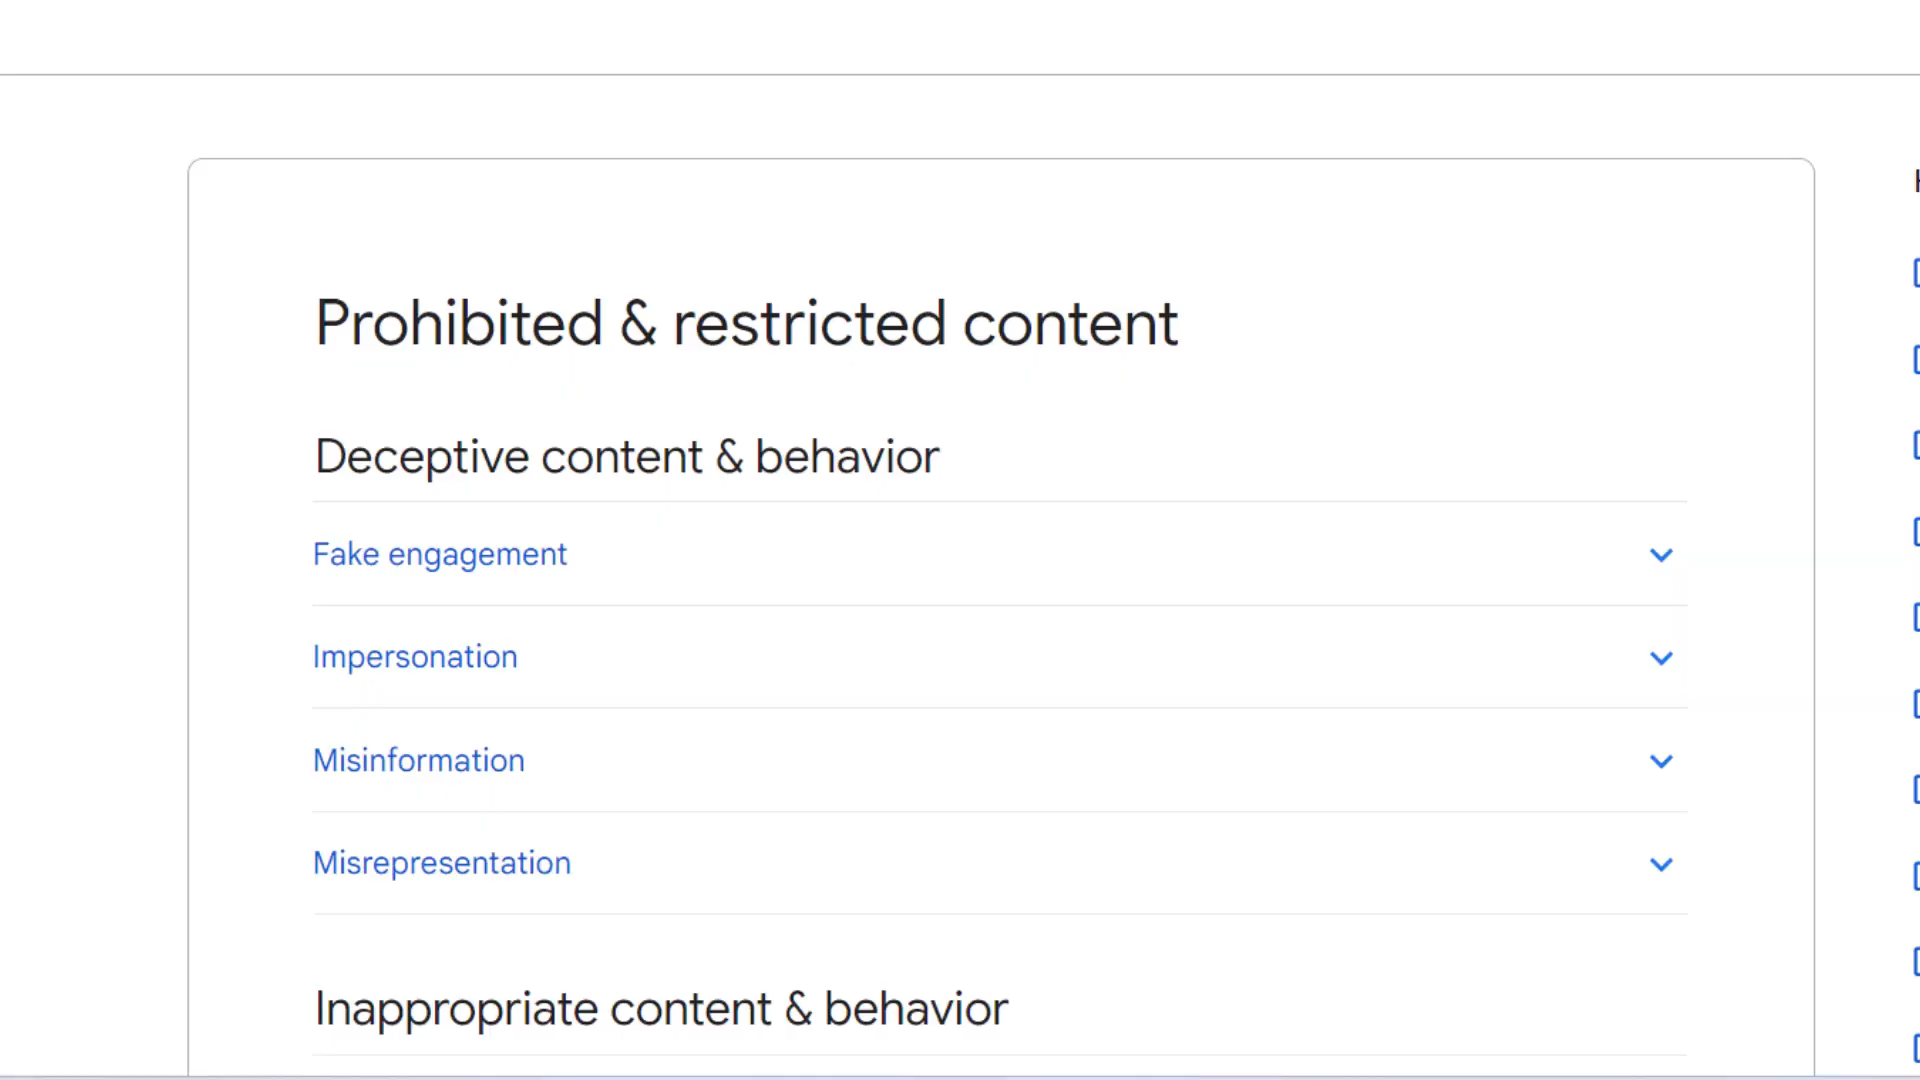 Prohibited & restricted content
Deceptive content & behavior
Fake engagement
Impersonation
Misinformation
Misrepresentation
Inappropriate content & behavior